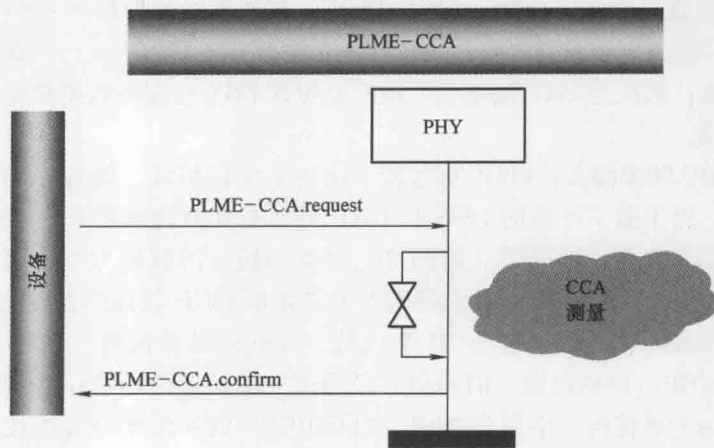 PLME-CCA
PHY
PLME-CCA.request
设备
CCA
测量
PLME-CCA.confirm